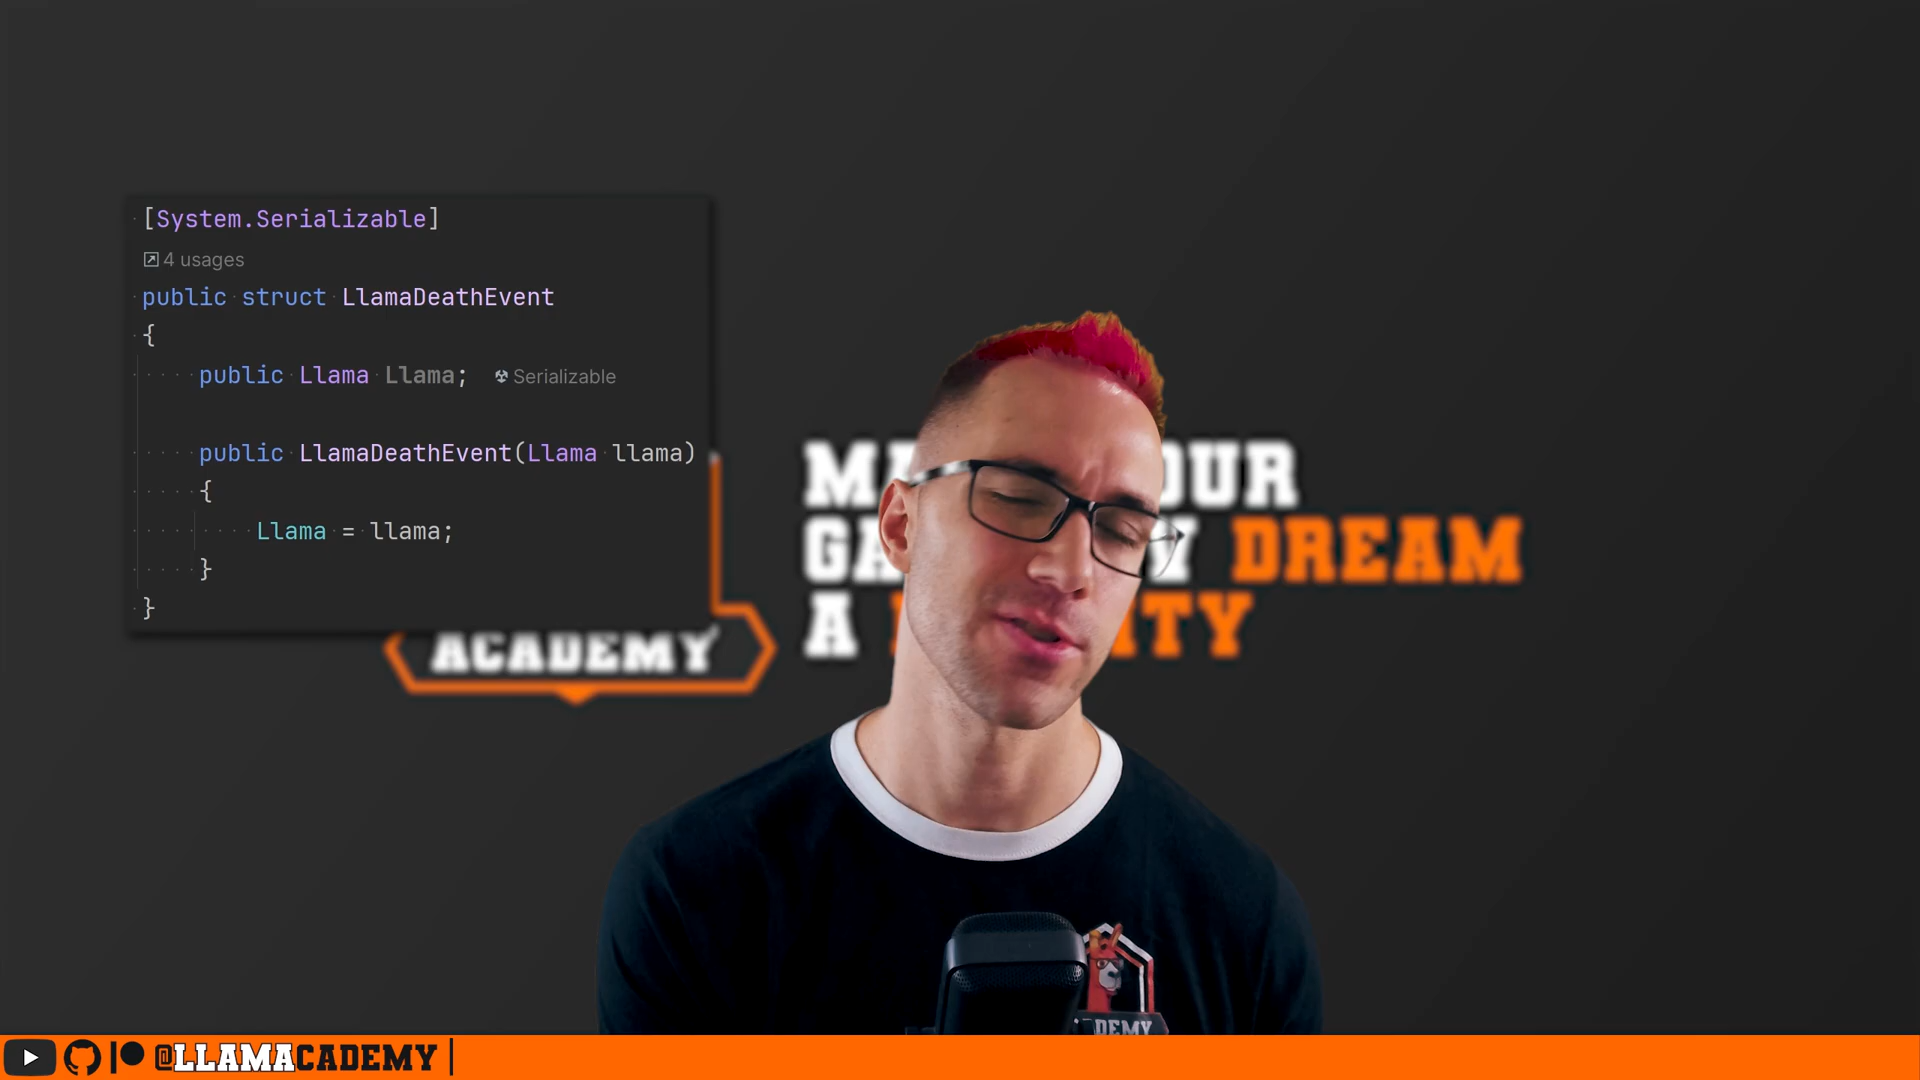 [System.Serializable]
4 usages
public struct LlamaDeathEvent
{
public Llama Llama; Serializable
public LlamaDeathEvent(Llama llama)
{
Llama = llama;
}
}
ACADEMY
DREAM
A
DEMY
@LLAMACADEMY